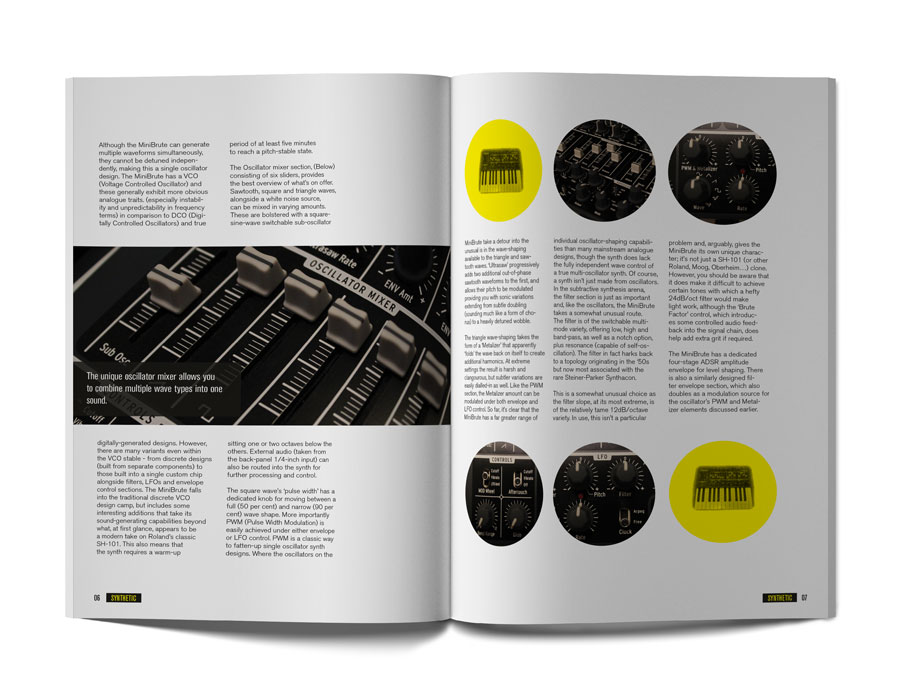 Although the MiniBrute can generate
multiple waveforms simultaneously,
they cannot be detuned indepen-
dently, making this a single oscillator
design. The MiniBrute has a VCO
(Voltage Controlled Oscillator) and
these generally exhibit more obvious
analogue traits, (especially instabil-
ity and unpredictability in frequency
terms) in comparison to DCO (Digi-
tally Controlled Oscillators) and true
period of at least five minutes
to reach a pitch-stable state.
The Oscillator mixer section, (Below)
consisting of six sliders, provides
the best overview of what's on offer.
Sawtooth, square and triangle waves,
alongside a white noise source,
can be mixed in varying amounts.
These are bolstered with a square-
sine-wave switchable sub-oscillator
Ultrasaw Rate
OSCILLATOR MIXER
ENV Amt
Sub Osc
The unique oscillator mixer allows you
to combine multiple wave types into one
sound.
digitally-generated designs. However,
there are many variants even within
the VCO stable - from discrete designs
(built from separate components) to
those built into a single custom chip
alongside filters, LFOs and envelope
control sections. The MiniBrute falls
into the traditional discrete VCO
design camp, but includes some
interesting additions that take its
sound-generating capabilities beyond
what, at first glance, appears to be
a modern take on Roland's classic
SH-101. This also means that
the synth requires a warm-up
sitting one or two octaves below the
others. External audio (taken from
the back-panel 1/4-inch input) can
also be routed into the synth for
further processing and control.
The square wave's 'pulse width' has a
dedicated knob for moving between a
full (50 per cent) and narrow (90 per
cent) wave shape. More importantly
PWM (Pulse Width Modulation) is
easily achieved under either envelope
or LFO control. PWM is a classic way
to fatten-up single oscillator synth
designs. Where the oscillators on the
06 SYNTHETIC
PWM & Metalizer
Pitch
Wave
Rate
MiniBrute take a detour into the
unusual is in the wave-shaping
available to the triangle and saw-
tooth waves. 'Ultrasaw' progressively
adds two additional out-of-phase
sawtooth waveforms to the first, and
allows their pitch to be modulated
providing you with sonic variations
extending from subtle doubling
(sounding much like a form of cho-
rus) to a heavily detuned wobble.
The triangle wave-shaping takes the
form of a 'Metalizer' that apparently
'folds' the wave back on itself to create
additional harmonics. At extreme
settings the result is harsh and
clangourous, but subtler variations are
easily dialled-in as well. Like the PWM
section, the Metalizer amount can be
modulated under both envelope and
LFO control. So far, it's clear that the
MiniBrute has a far greater range of
individual oscillator-shaping capabili-
ties than many mainstream analogue
designs, though the synth does lack
the fully independent wave control of
a true multi-oscillator synth. Of course,
a synth isn't just made from oscillators.
In the subtractive synthesis arena,
the filter section is just as important
and, like the oscillators, the MiniBrute
takes a somewhat unusual route.
The filter is of the switchable multi-
mode variety, offering low, high and
band-pass, as well as a notch option,
plus resonance (capable of self-os-
cillation). The filter in fact harks back
to a topology originating in the '50s
but now most associated with the
rare Steiner-Parker Synthacon.
This is a somewhat unusual choice as
the filter slope, at its most extreme, is
of the relatively tame 12dB/octave
variety. In use, this isn't a particular
problem and, arguably, gives the
MiniBrute its own unique charac-
ter; it's not just a SH-101 (or other
Roland, Moog, Oberheim…) clone.
However, you should be aware that
it does make it difficult to achieve
certain tones with which a hefty
24dB/oct filter would make
light work, although the 'Brute
Factor' control, which introduc-
es some controlled audio feed-
back into the signal chain, does
help add extra grit if required.
The MiniBrute has a dedicated
four-stage ADSR amplitude
envelope for level shaping. There
is also a similarly designed fil-
ter envelope section, which also
doubles as a modulation source for
the oscillator's PWM and Metal-
izer elements discussed earlier.
CONTROLS
MOD Wheel
Aftertouch
LFO
Pitch
Filter
Rate
Clock
SYNTHETIC 07